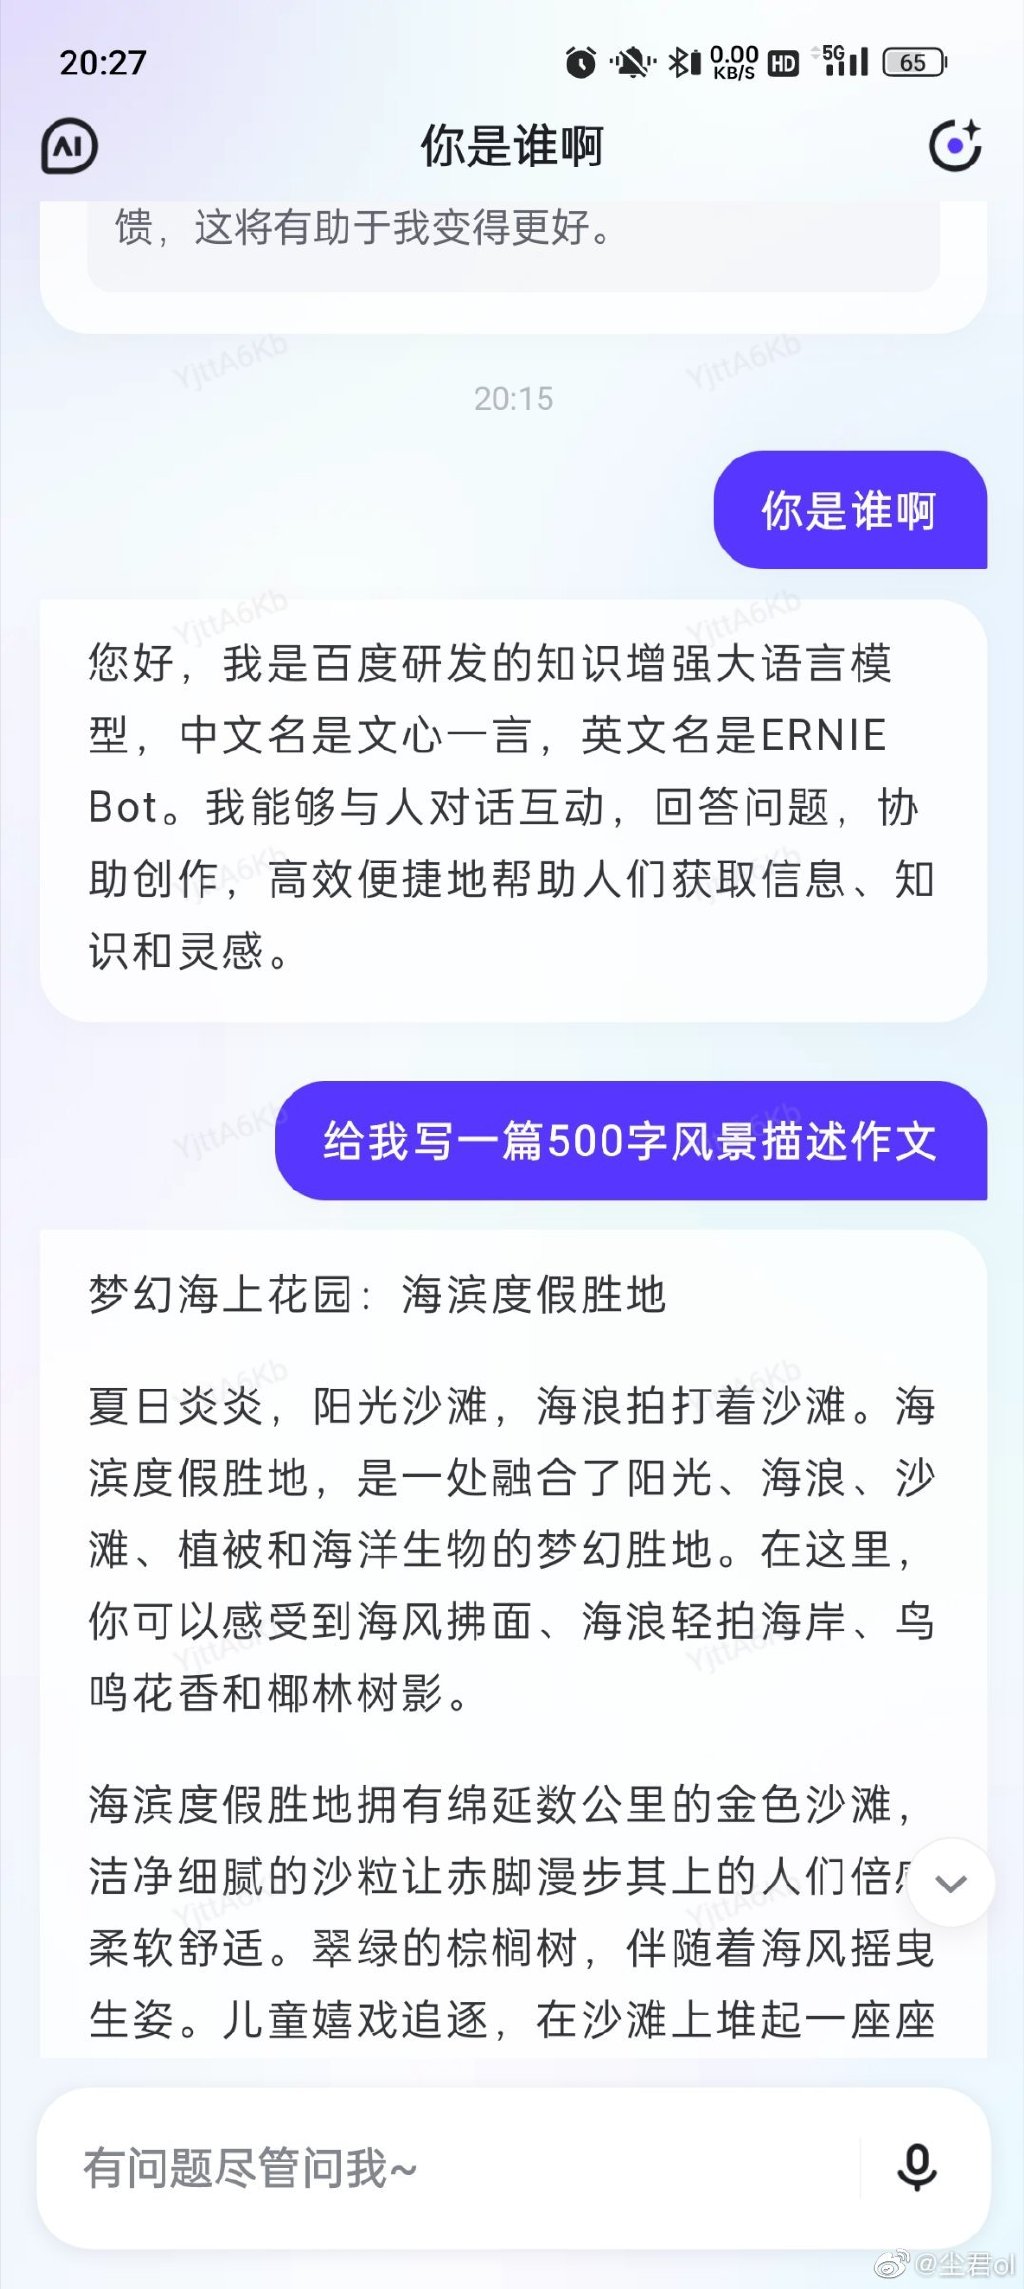 20:27
0.00
KB/S
HD
5G
65
AI
你是谁啊
馈，这将有助于我变得更好。
YjttA6Kb YjttA6Kb
20:15
你是谁啊
YjttA6Kb YjttA6Kb
您好，我是百度研发的知识增强大语言模
型，中文名是文心一言，英文名是ERNIE
Bot。我能够与人对话互动，回答问题，协
助创作，高效便捷地帮助人们获取信息、知
识和灵感。
YjttA6Kb
给我写一篇500字风景描述作文
梦幻海上花园：海滨度假胜地
夏日炎炎，阳光沙滩，海浪拍打着沙滩。海
滨度假胜地，是一处融合了阳光、海浪、沙
滩、植被和海洋生物的梦幻胜地。在这里，
你可以感受到海风拂面、海浪轻拍海岸、鸟
鸣花香和椰林树影。
海滨度假胜地拥有绵延数公里的金色沙滩，
洁净细腻的沙粒让赤脚漫步其上的人们倍
柔软舒适。翠绿的棕榈树，伴随着海风摇曳
生姿。儿童嬉戏追逐，在沙滩上堆起一座座
有问题尽管问我~
@尘君ol